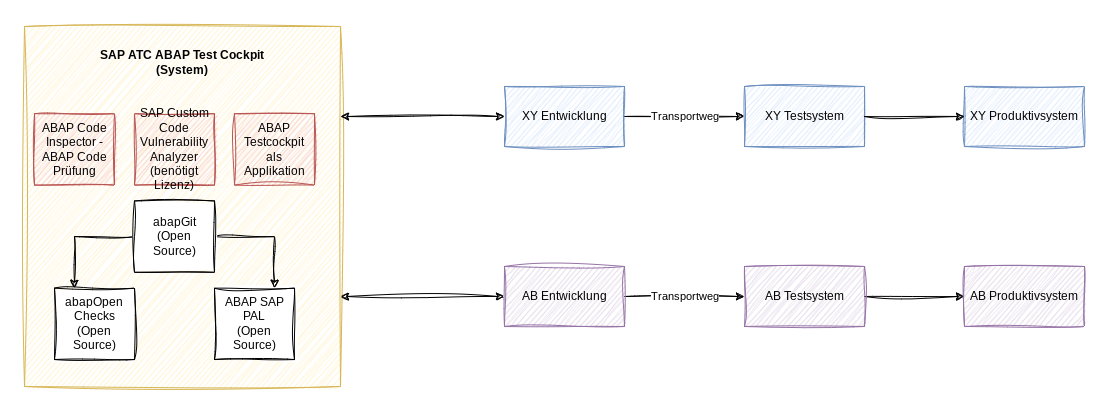 SAP ATC ABAP Test Cockpit
(System)
ABAP Code
Inspector -
ABAP Code
Prüfung
SAP Custom
Code
Vulnerability
Analyzer
(benötigt
Lizenz)
ABAP
Testcockpit
als
Applikation
abapGit
(Open
Source)
abapOpen
Checks
(Open
Source)
ABAP SAP
PAL
(Open
Source)
XY Entwicklung
Transportweg
XY Testsystem
XY Produktivsystem
AB Entwicklung
Transportweg
AB Testsystem
AB Produktivsystem